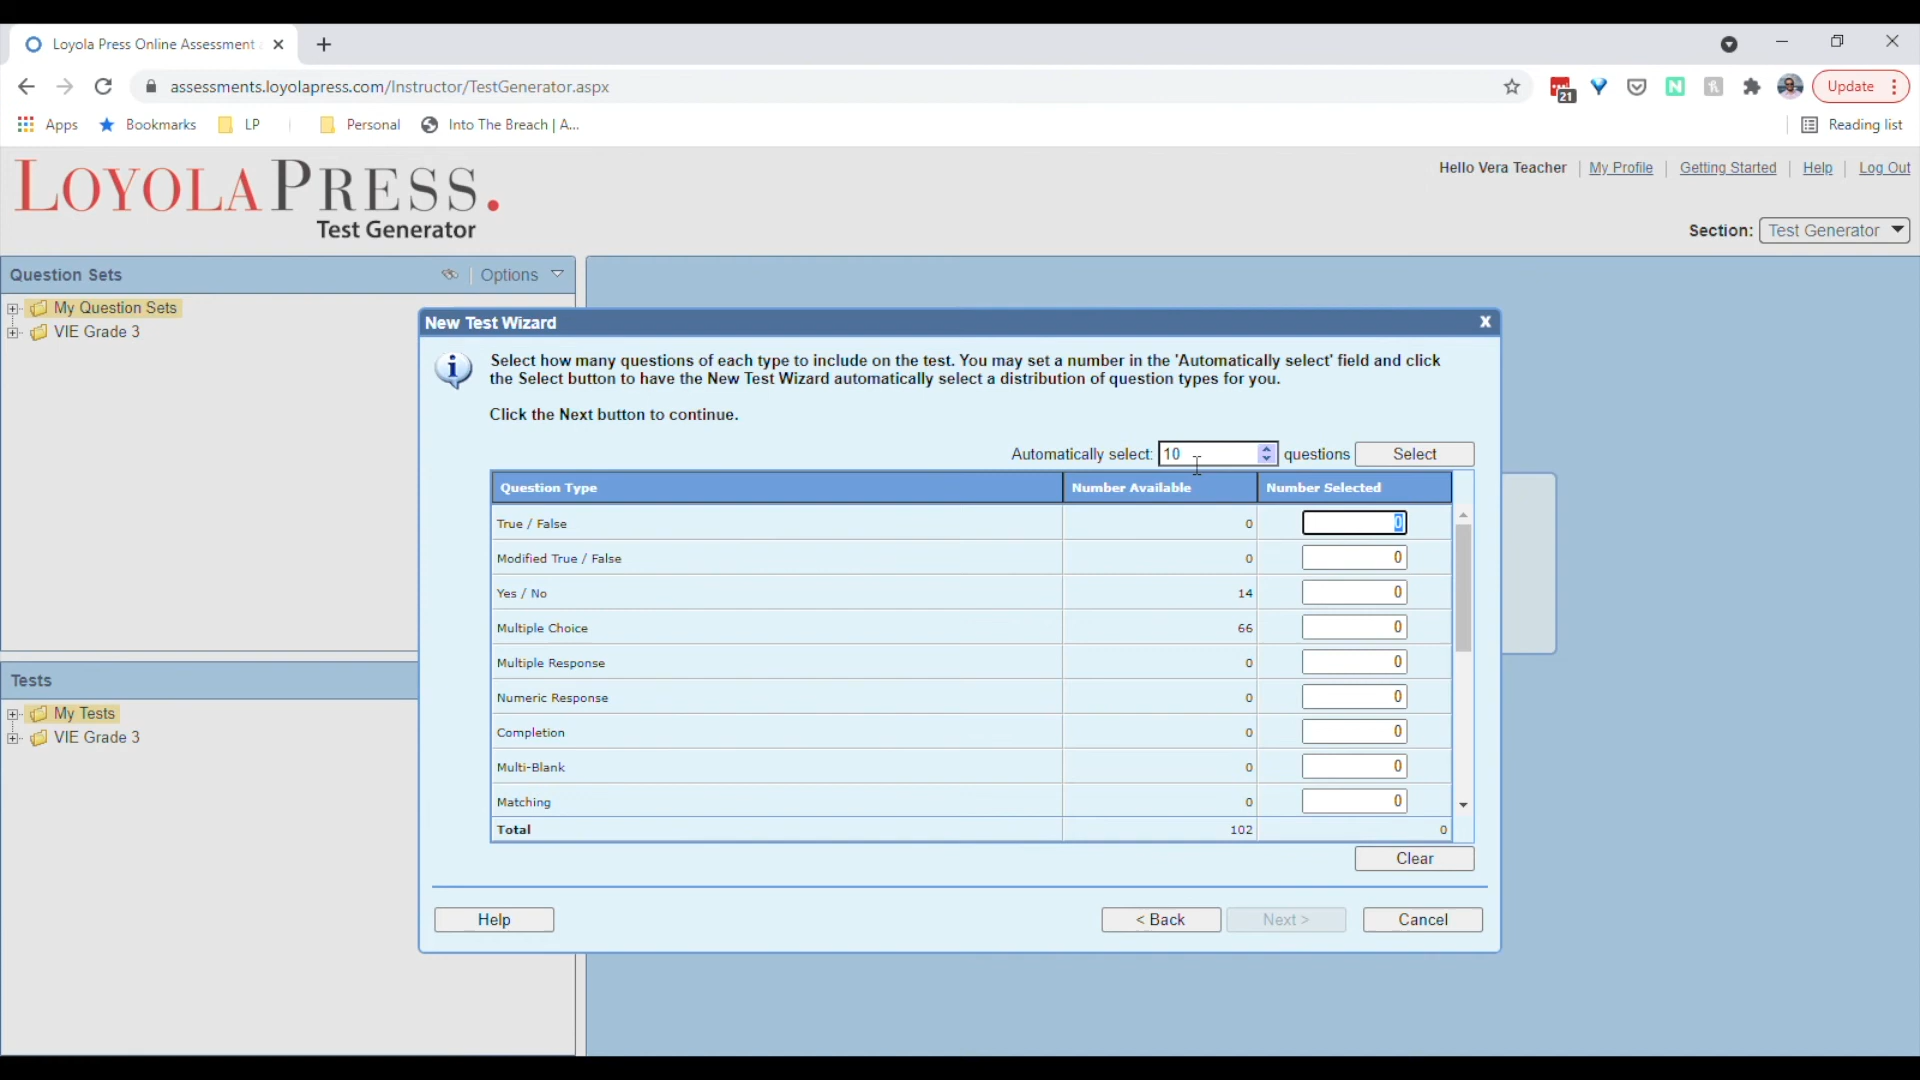 Loyola Press Online Assessment
assessments.loyolapress.com/Instructor/TestGenerator.aspx
21
Update
Apps
Bookmarks
LP
Personal
Into The Breach | A...
Reading list
LOYOLAPRESS.
Test Generator
Hello Vera Teacher
My Profile
Getting Started
Help
Log Out
Section: Test Generator
Question Sets
Options
My Question Sets
VIE Grade 3
Tests
My Tests
VIE Grade 3
New Test Wizard
X
Select how many questions of each type to include on the test. You may set a number in the 'Automatically select' field and click
the Select button to have the New Test Wizard automatically select a distribution of question types for you.
Click the Next button to continue.
Automatically select: 10 questions Select
Question Type Number Available Number Selected
True / False 0 0
Modified True / False 0 0
Yes / No 14 0
Multiple Choice 66 0
Multiple Response 0 0
Numeric Response 0 0
Completion 0 0
Multi-Blank 0 0
Matching 0 0
Total 102 0
Clear
Help
< Back
Next >
Cancel